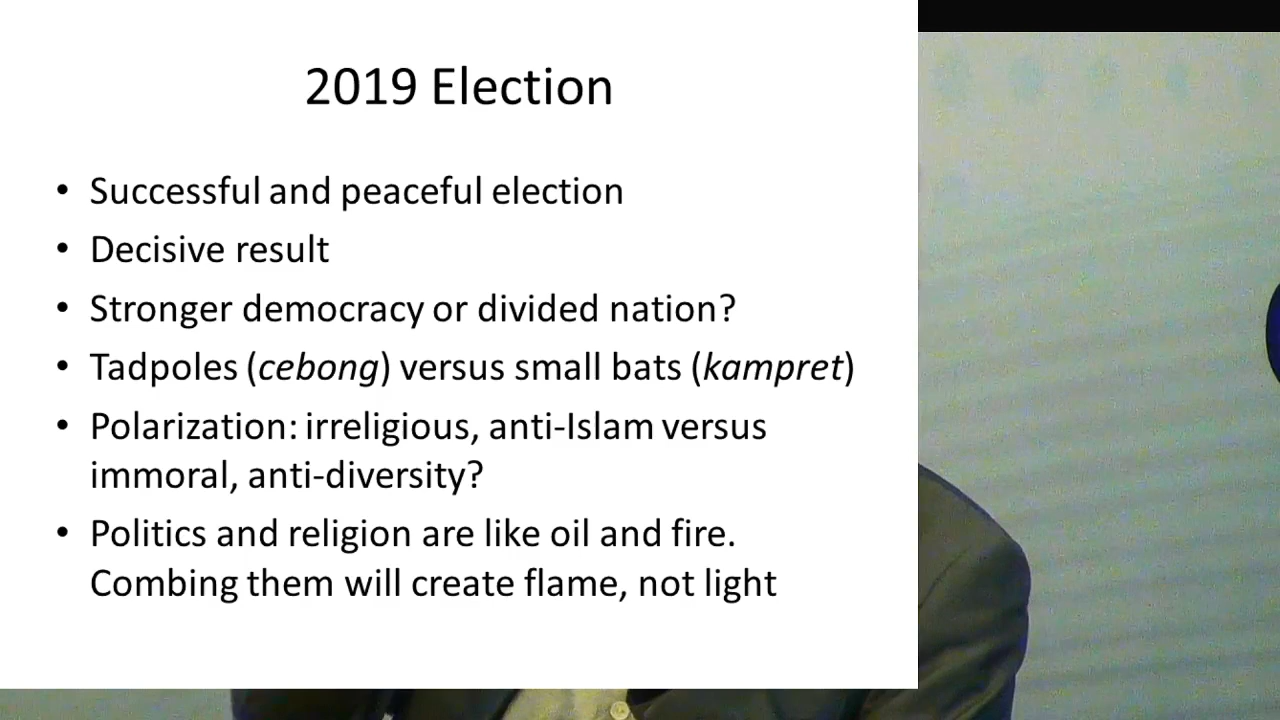 2019 Election
• Successful and peaceful election
• Decisive result
• Stronger democracy or divided nation?
• Tadpoles (cebong) versus small bats (kampret)
• Polarization: irreligious, anti-Islam versus
immoral, anti-diversity?
• Politics and religion are like oil and fire.
Combing them will create flame, not light